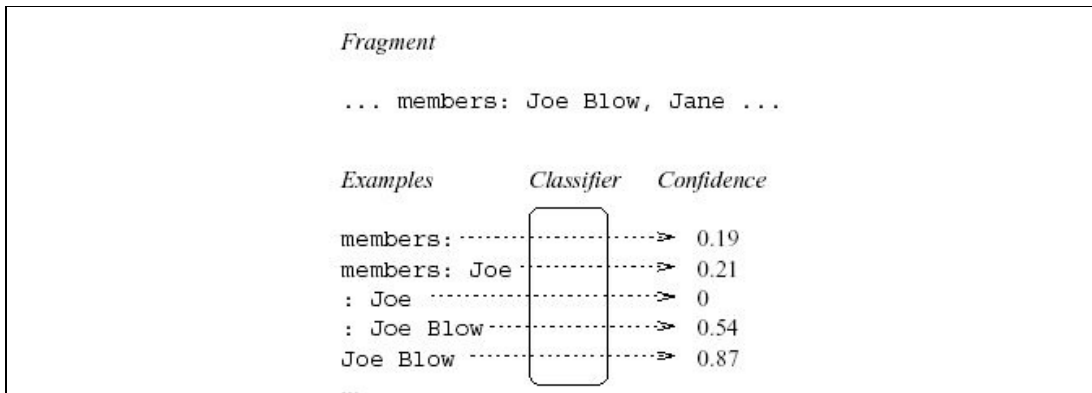 Fragment
... members: Joe Blow, Jane ...
Examples Classifier Confidence
members: 0.19
members: Joe 0.21
: Joe 0
: Joe Blow 0.54
Joe Blow 0.87